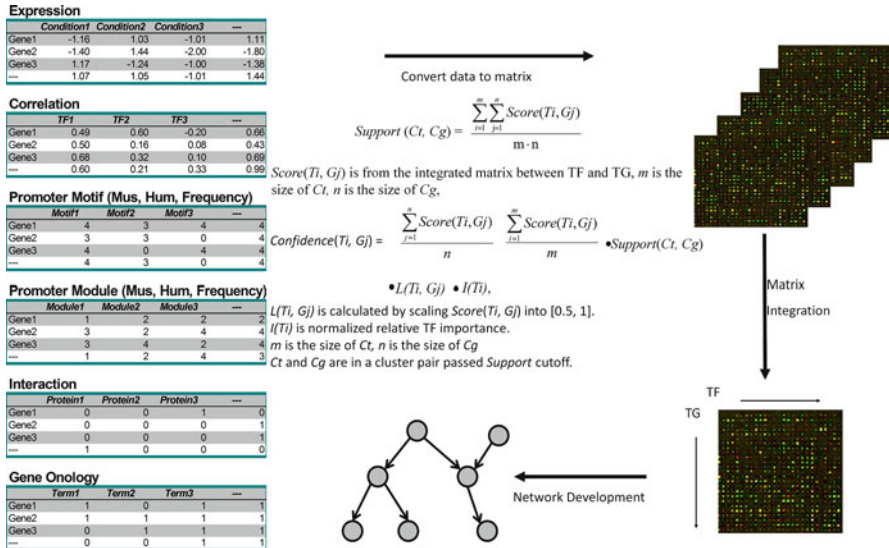 Expression
Condition1 Condition2 Condition3 ---
Gene1 -1.16 1.03 -1.01 1.11
Gene2 -1.40 1.44 -2.00 -1.80
Gene3 1.17 -1.24 -1.00 -1.38
--- 1.07 1.05 -1.01 1.44
Correlation
TF1 TF2 TF3 ---
Gene1 0.49 0.60 -0.20 0.66
Gene2 0.50 0.16 0.08 0.43
Gene3 0.68 0.32 0.10 0.69
--- 0.60 0.21 0.33 0.99
Promoter Motif (Mus, Hum, Frequency)
Motif1 Motif2 Motif3 ---
Gene1 4 3 4 4
Gene2 3 3 0 4
Gene3 4 0 4 4
--- 4 3 0 4
Promoter Module (Mus, Hum, Frequency)
Module1 Module2 Module3 ---
Gene1 1 2 2 2
Gene2 3 2 4 4
Gene3 3 4 2 4
--- 1 2 4 3
Interaction
Protein1 Protein2 Protein3 ---
Gene1 0 0 1 0
Gene2 0 0 0 1
Gene3 0 0 0 1
--- 1 0 0 0
Gene Onology
Term1 Term2 Term3 ---
Gene1 1 0 1 1
Gene2 1 1 1 1
Gene3 0 1 1 1
--- 0 0 1 1
Convert data to matrix
Support (Ct, Cg) = \frac{\sum_{i=1}^{m} \sum_{j=1}^{n} Score(Ti, Gj)}{m·n}
Score(Ti, Gj) is from the integrated matrix between TF and TG, m is the
size of Ct, n is the size of Cg,
Confidence(Ti, Gj) = \frac{\sum_{j=1}^{n} Score(Ti, Gj)}{n} \frac{\sum_{i=1}^{m} Score(Ti, Gj)}{m} •Support(Ct, Cg)
•L(Ti, Gj) • I(Ti),
L(Ti, Gj) is calculated by scaling Score(Ti, Gj) into [0.5, 1].
I(Ti) is normalized relative TF importance.
m is the size of Ct, n is the size of Cg
Ct and Cg are in a cluster pair passed Support cutoff.
Matrix
Integration
TF
TG
Network Development